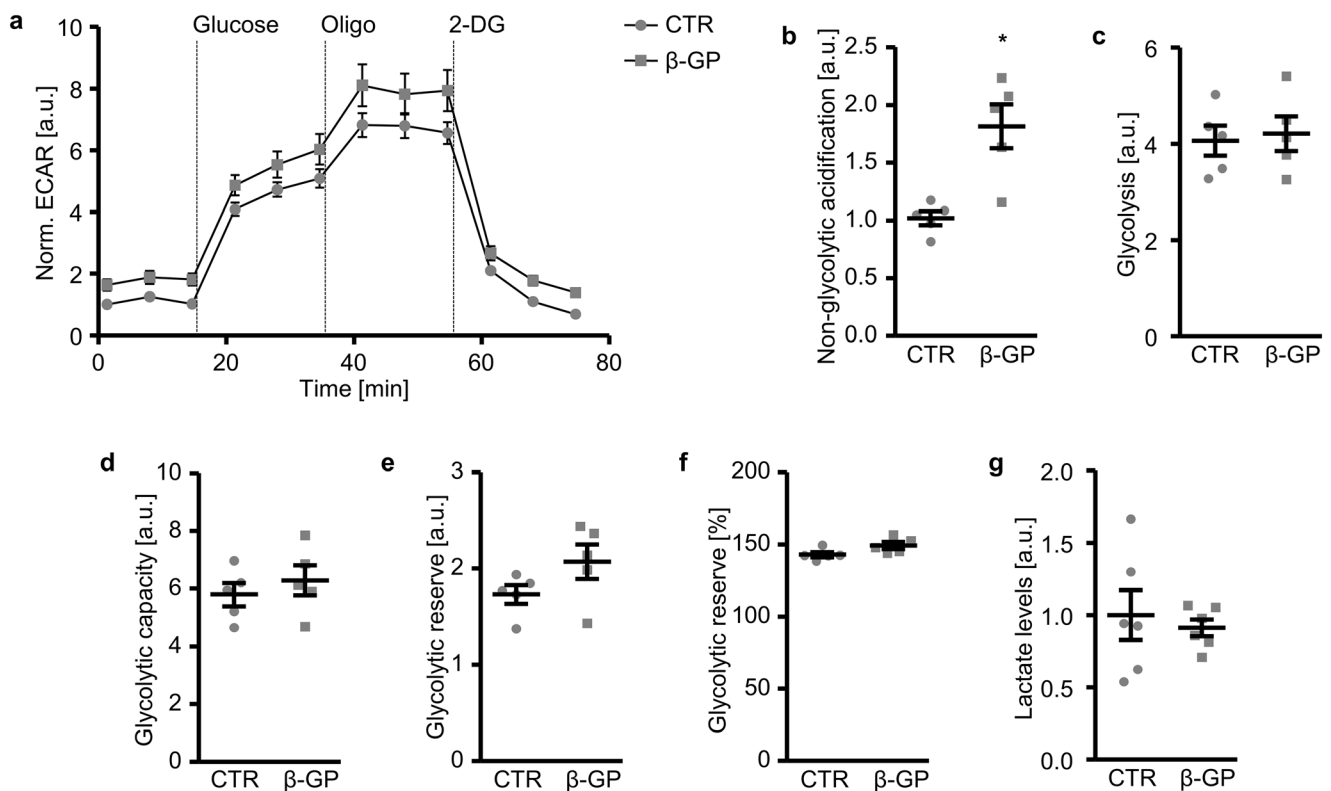 a
Norm. ECAR [a.u.]
10
8
6
4
2
0
0
20
40
60
80
Time [min]
Glucose
Oligo
2-DG
CTR
β-GP
b
Non-glycolytic acidification [a.u.]
2.5
2.0
1.5
1.0
0.5
0.0
*
CTR
β-GP
c
Glycolysis [a.u.]
6
4
2
0
CTR
β-GP
d
Glycolytic capacity [a.u.]
10
8
6
4
2
0
CTR
β-GP
e
Glycolytic reserve [a.u.]
3
2
1
0
CTR
β-GP
f
Glycolytic reserve [%]
200
150
100
50
0
CTR
β-GP
g
Lactate levels [a.u.]
2.0
1.5
1.0
0.5
0.0
CTR
β-GP